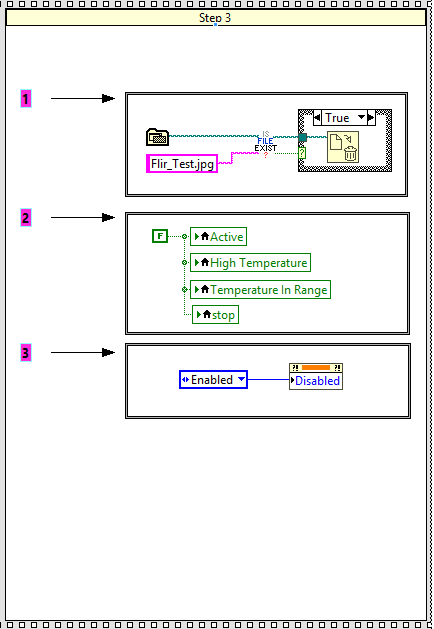 Step 3
1
True
IS
FILE
EXIST
?
?
Flir_Test.jpg
2
F
Active
High Temperature
Temperature In Range
stop
3
?! ?!
Enabled
Disabled